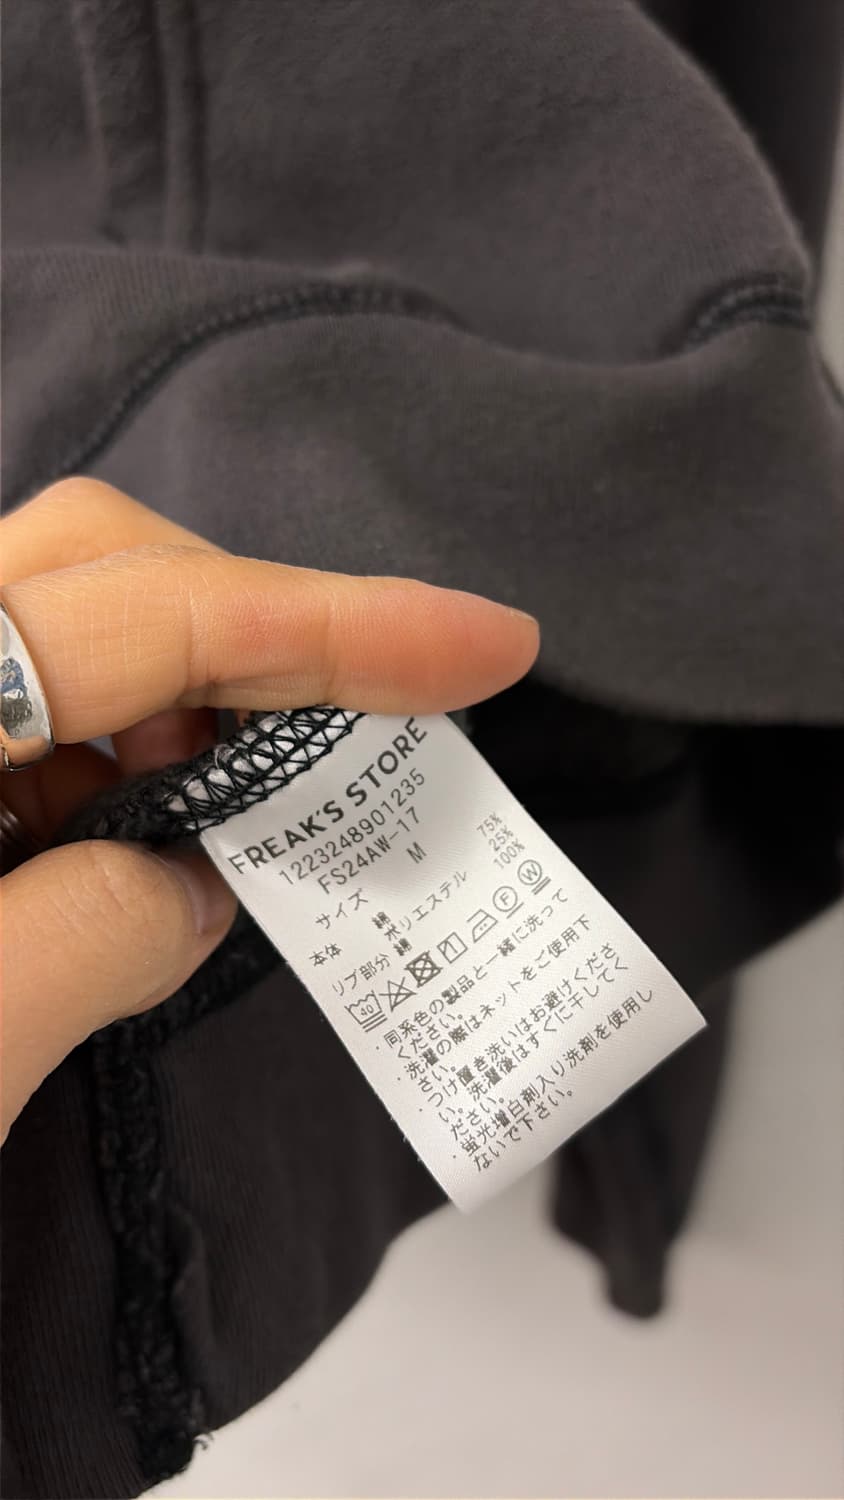 FREAK'S STORE
1223248901235
FS24AW-17
サイズ M
本体 綿 75%
ポリエステル 25%
リブ部分 綿 100%
40 F W
・同系色の製品と一緒に洗って
ください。
・洗濯の際はネットをご使用下
さい。
・つけ置き洗いはお避けくださ
い。洗濯後はすぐに干してく
ださい。
・蛍光増白剤入り洗剤を使用し
ないで下さい。